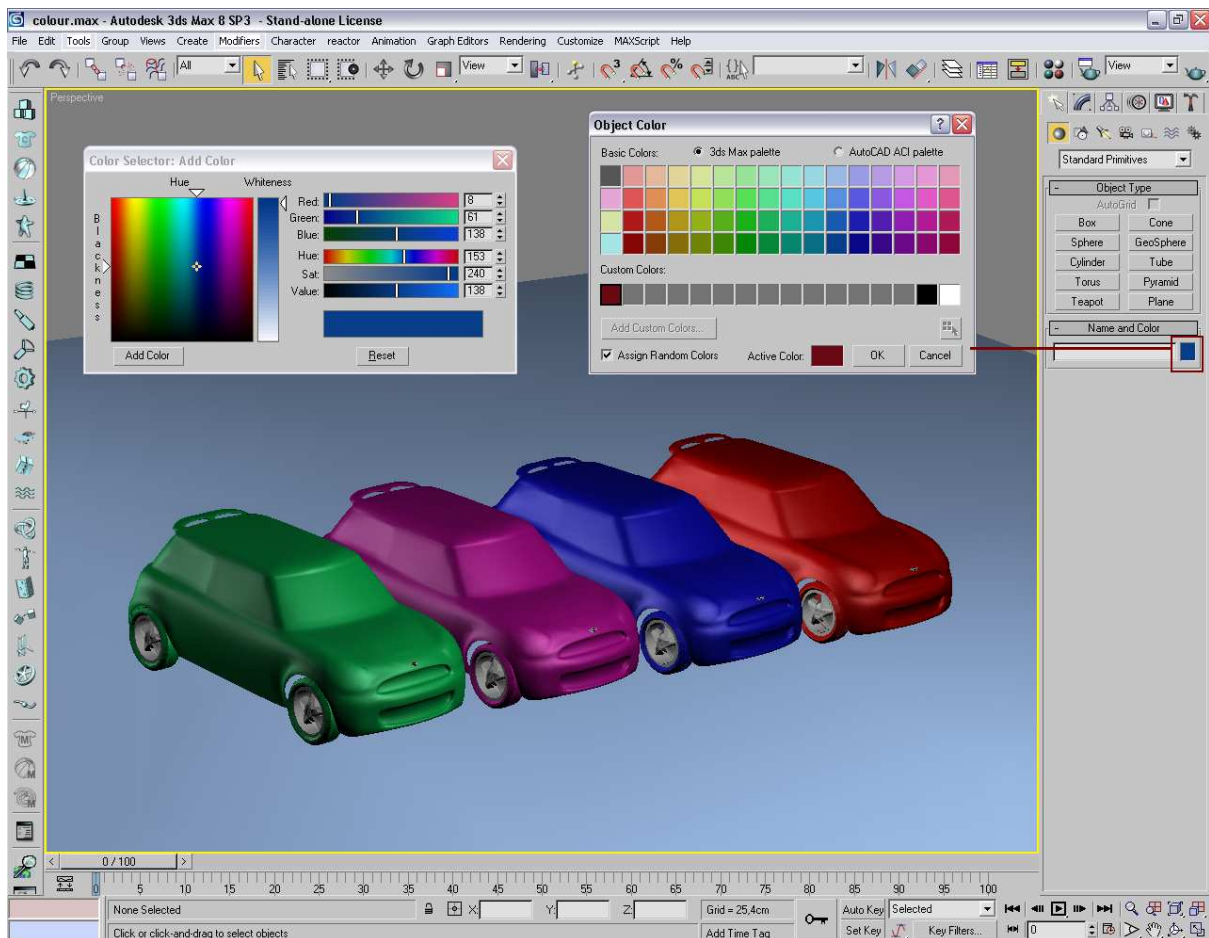 colour.max - Autodesk 3ds Max 8 SP3 - Stand-alone License
File Edit Tools Group Views Create Modifiers Character reactor Animation Graph Editors Rendering Customize MAXScript Help
All
View
3
%
ABC
View
Perspective
Color Selector: Add Color
Hue Whiteness
Blackness
Red: 8
Green: 61
Blue: 138
Hue: 153
Sat: 240
Value: 138
Add Color Reset
Object Color
Basic Colors: 3ds Max palette AutoCAD ACI palette
Custom Colors:
Add Custom Colors...
Assign Random Colors Active Color: OK Cancel
Standard Primitives
- Object Type
AutoGrid
Box Cone
Sphere GeoSphere
Cylinder Tube
Torus Pyramid
Teapot Plane
- Name and Color
< 0 / 100 >
0 5 10 15 20 25 30 35 40 45 50 55 60 65 70 75 80 85 90 95 100
None Selected X: Y: Z: Grid = 25,4cm Auto Key Selected
Click or click-and-drag to select objects Add Time Tag Set Key Key Filters... 0